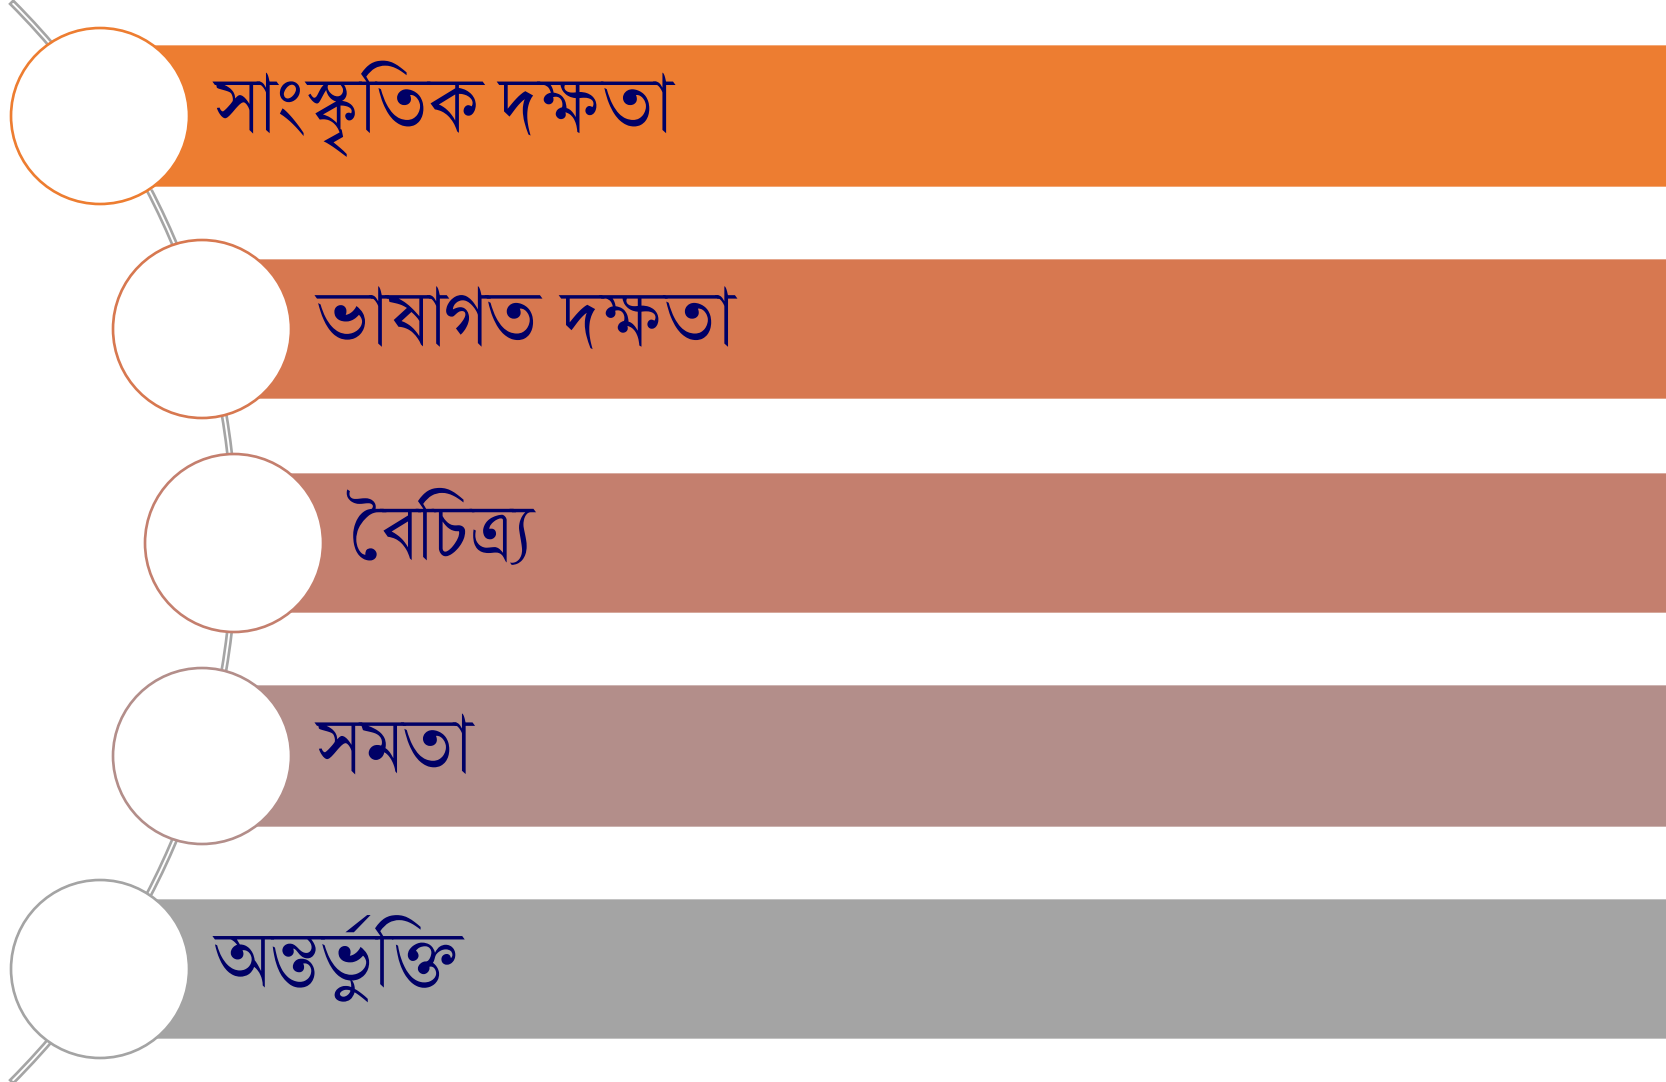 সাংস্কৃতিক দক্ষতা
ভাষাগত দক্ষতা
বৈচিত্র্য
সমতা
অন্তর্ভুক্তি